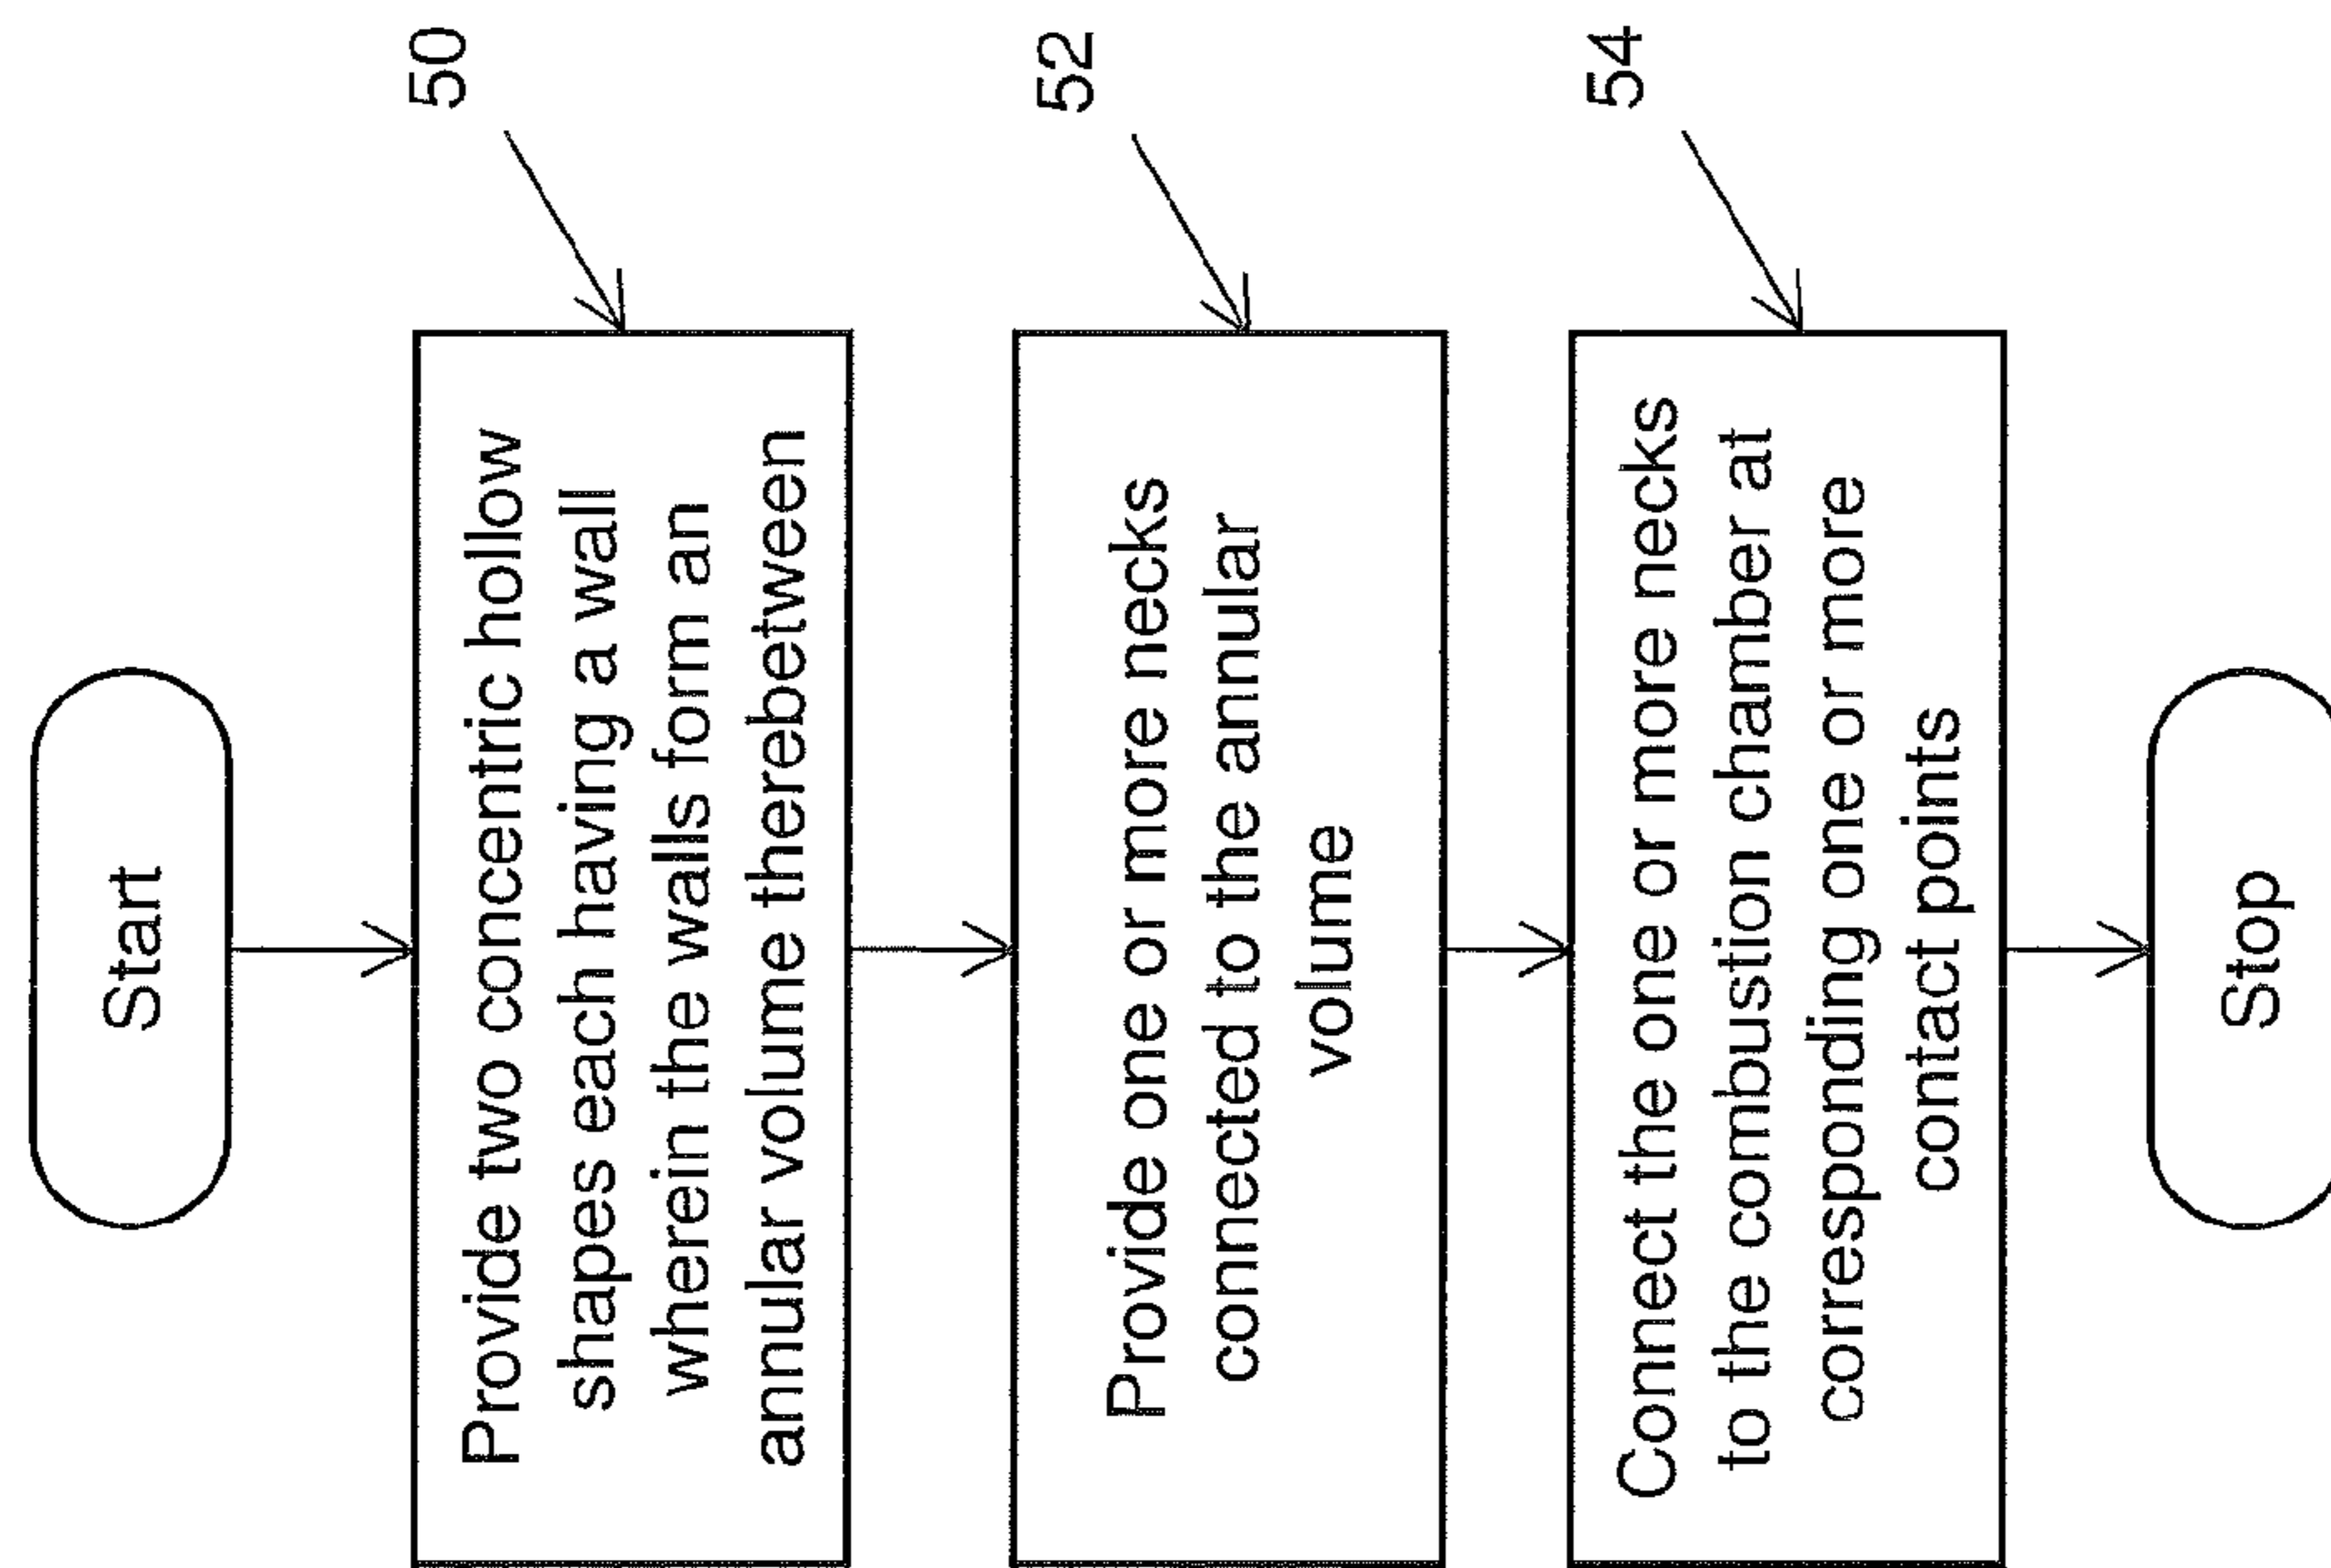 Start
50
Provide two concentric hollow
shapes each having a wall
wherein the walls form an
annular volume therebetween
52
Provide one or more necks
connected to the annular
volume
54
Connect the one or more necks
to the combustion chamber at
corresponding one or more
contact points
Stop